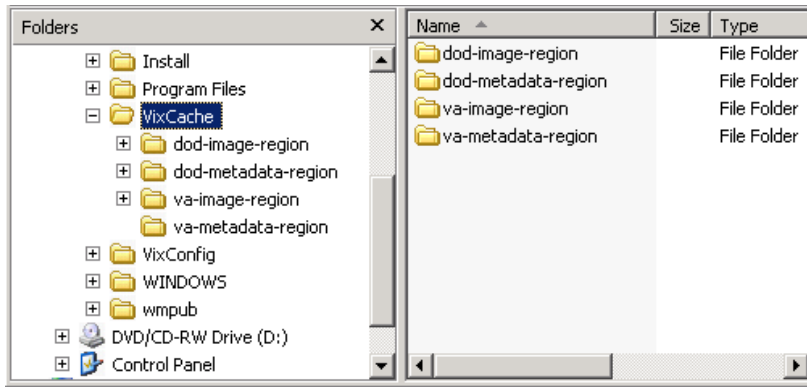 Folders
Install
Program Files
VixCache
dod-image-region
dod-metadata-region
va-image-region
va-metadata-region
VixConfig
WINDOWS
wmpub
DVD/CD-RW Drive (D:)
Control Panel
Name Size Type
dod-image-region File Folder
dod-metadata-region File Folder
va-image-region File Folder
va-metadata-region File Folder